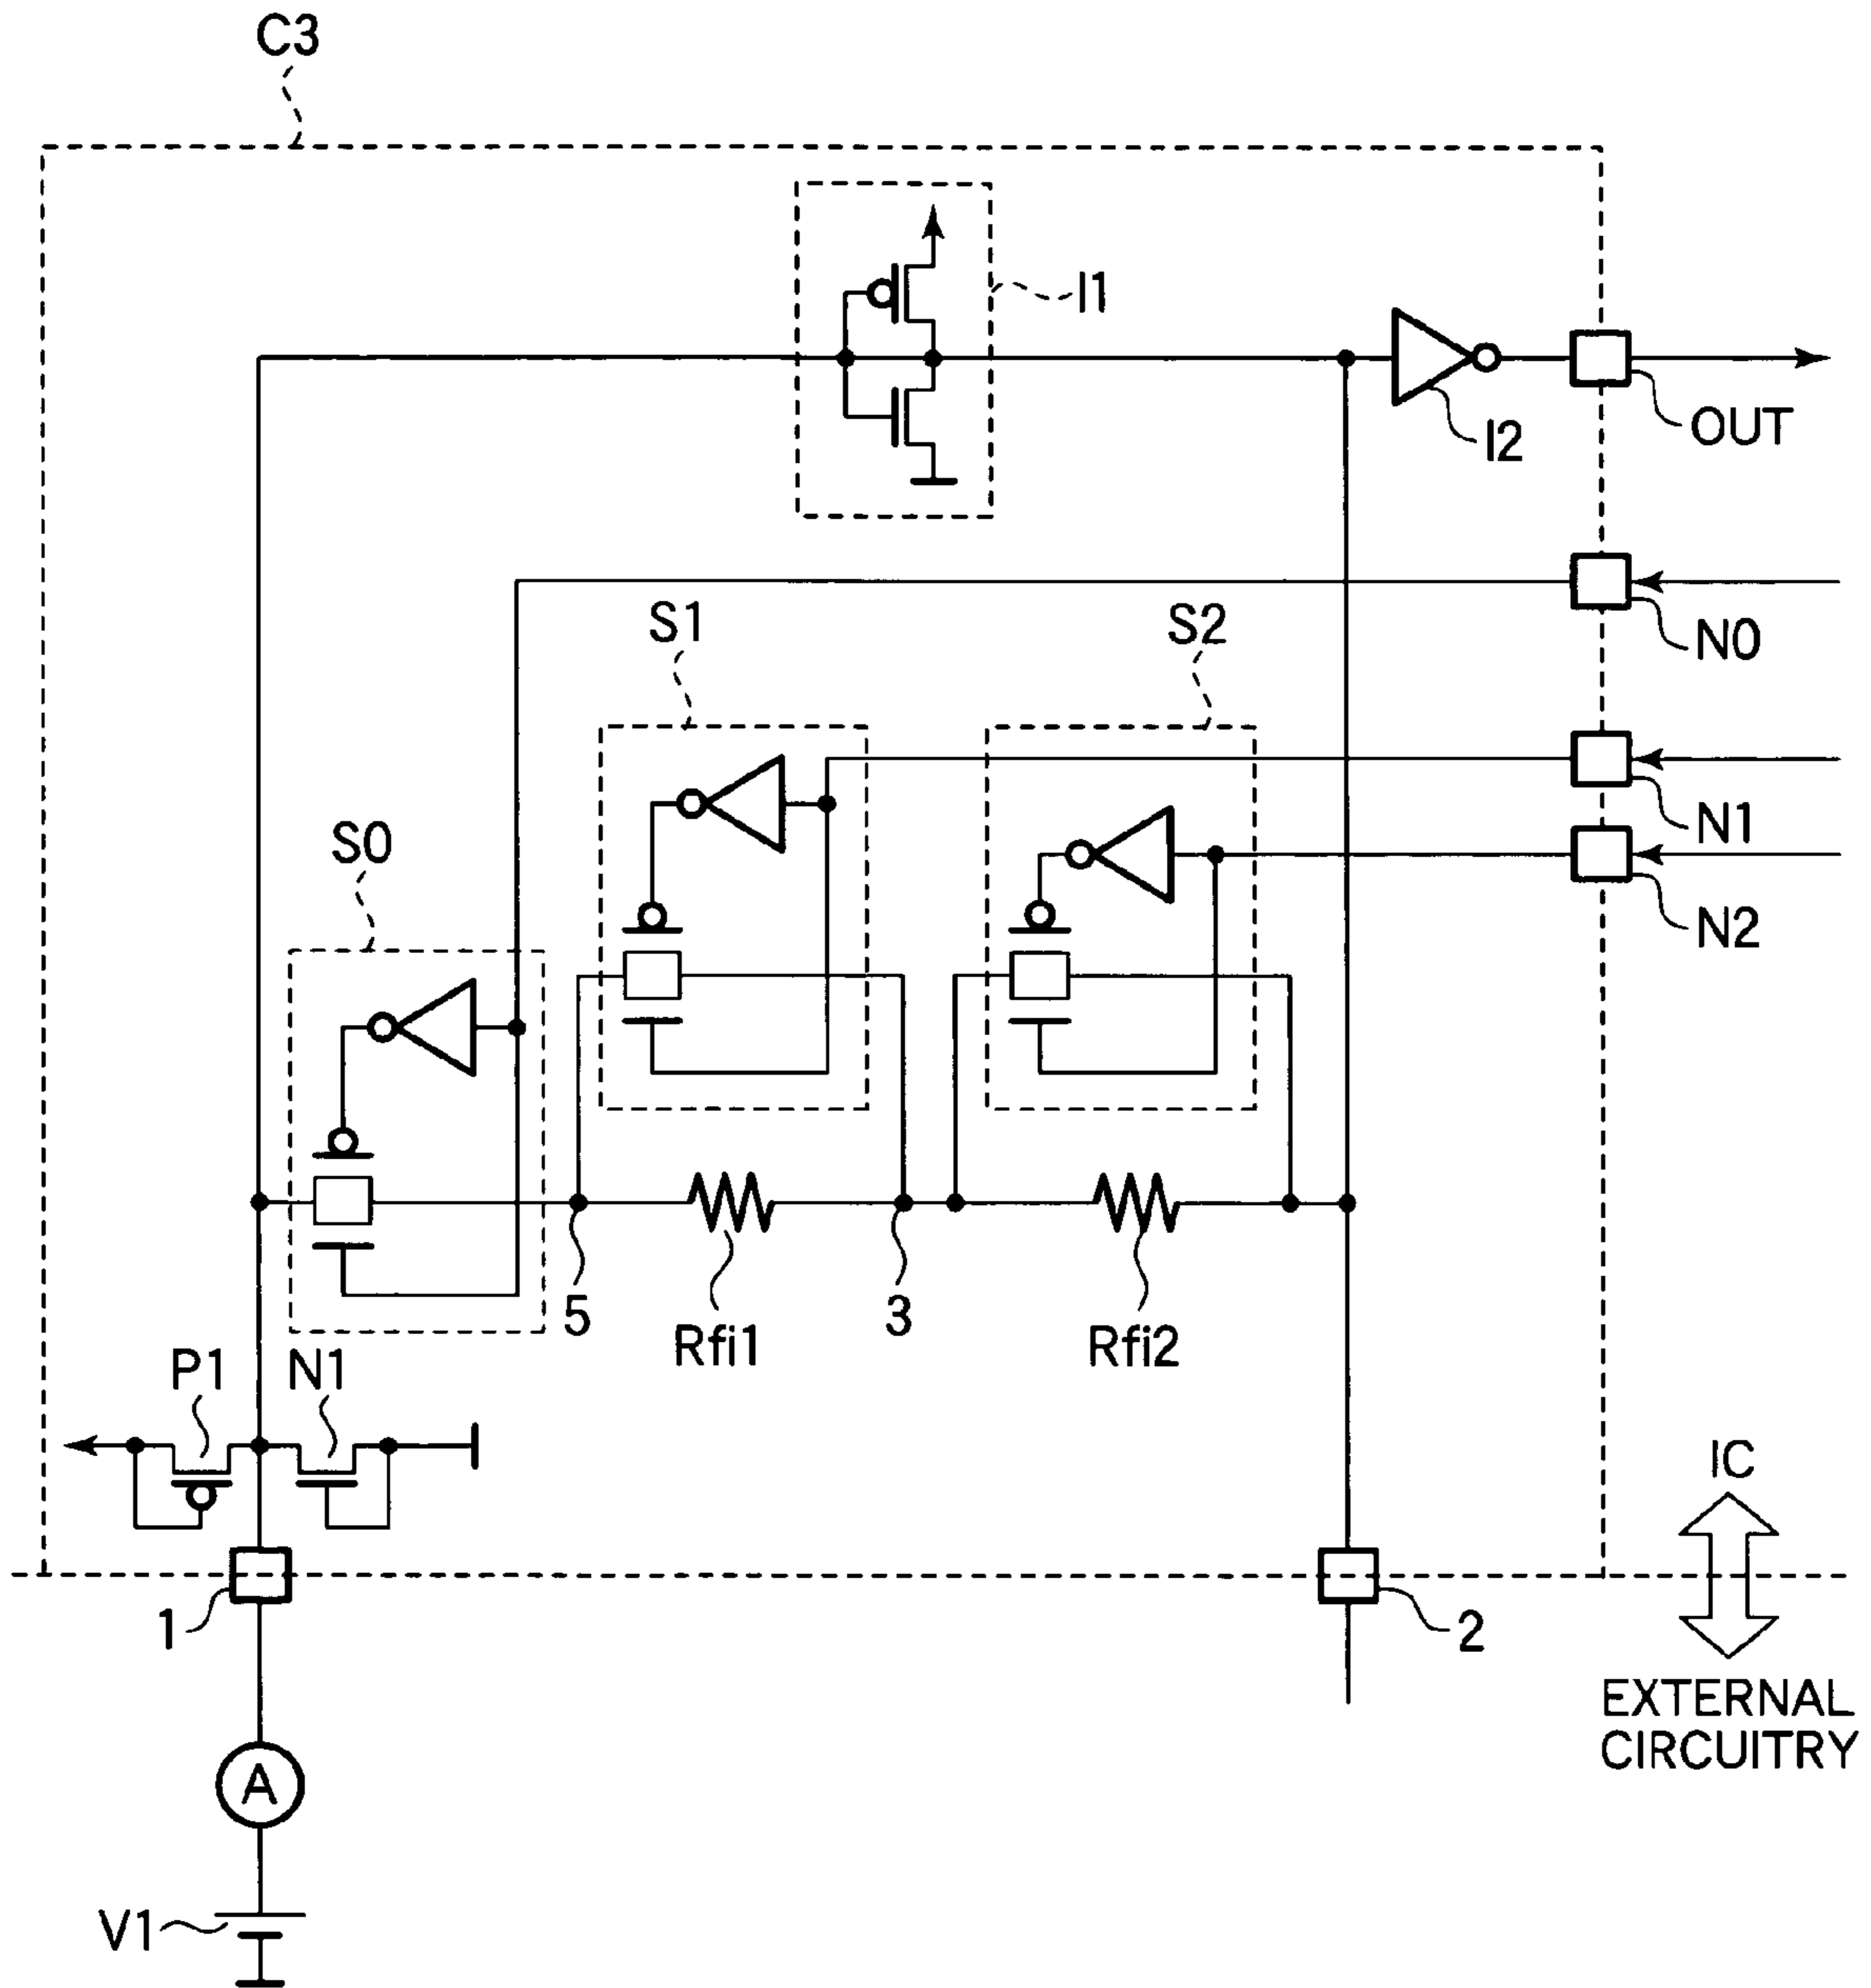 C3
I1
I2
OUT
N0
S1
S2
N1
S0
N2
5
3
Rfi1
Rfi2
P1
N1
IC
1
2
EXTERNAL
CIRCUITRY
A
V1